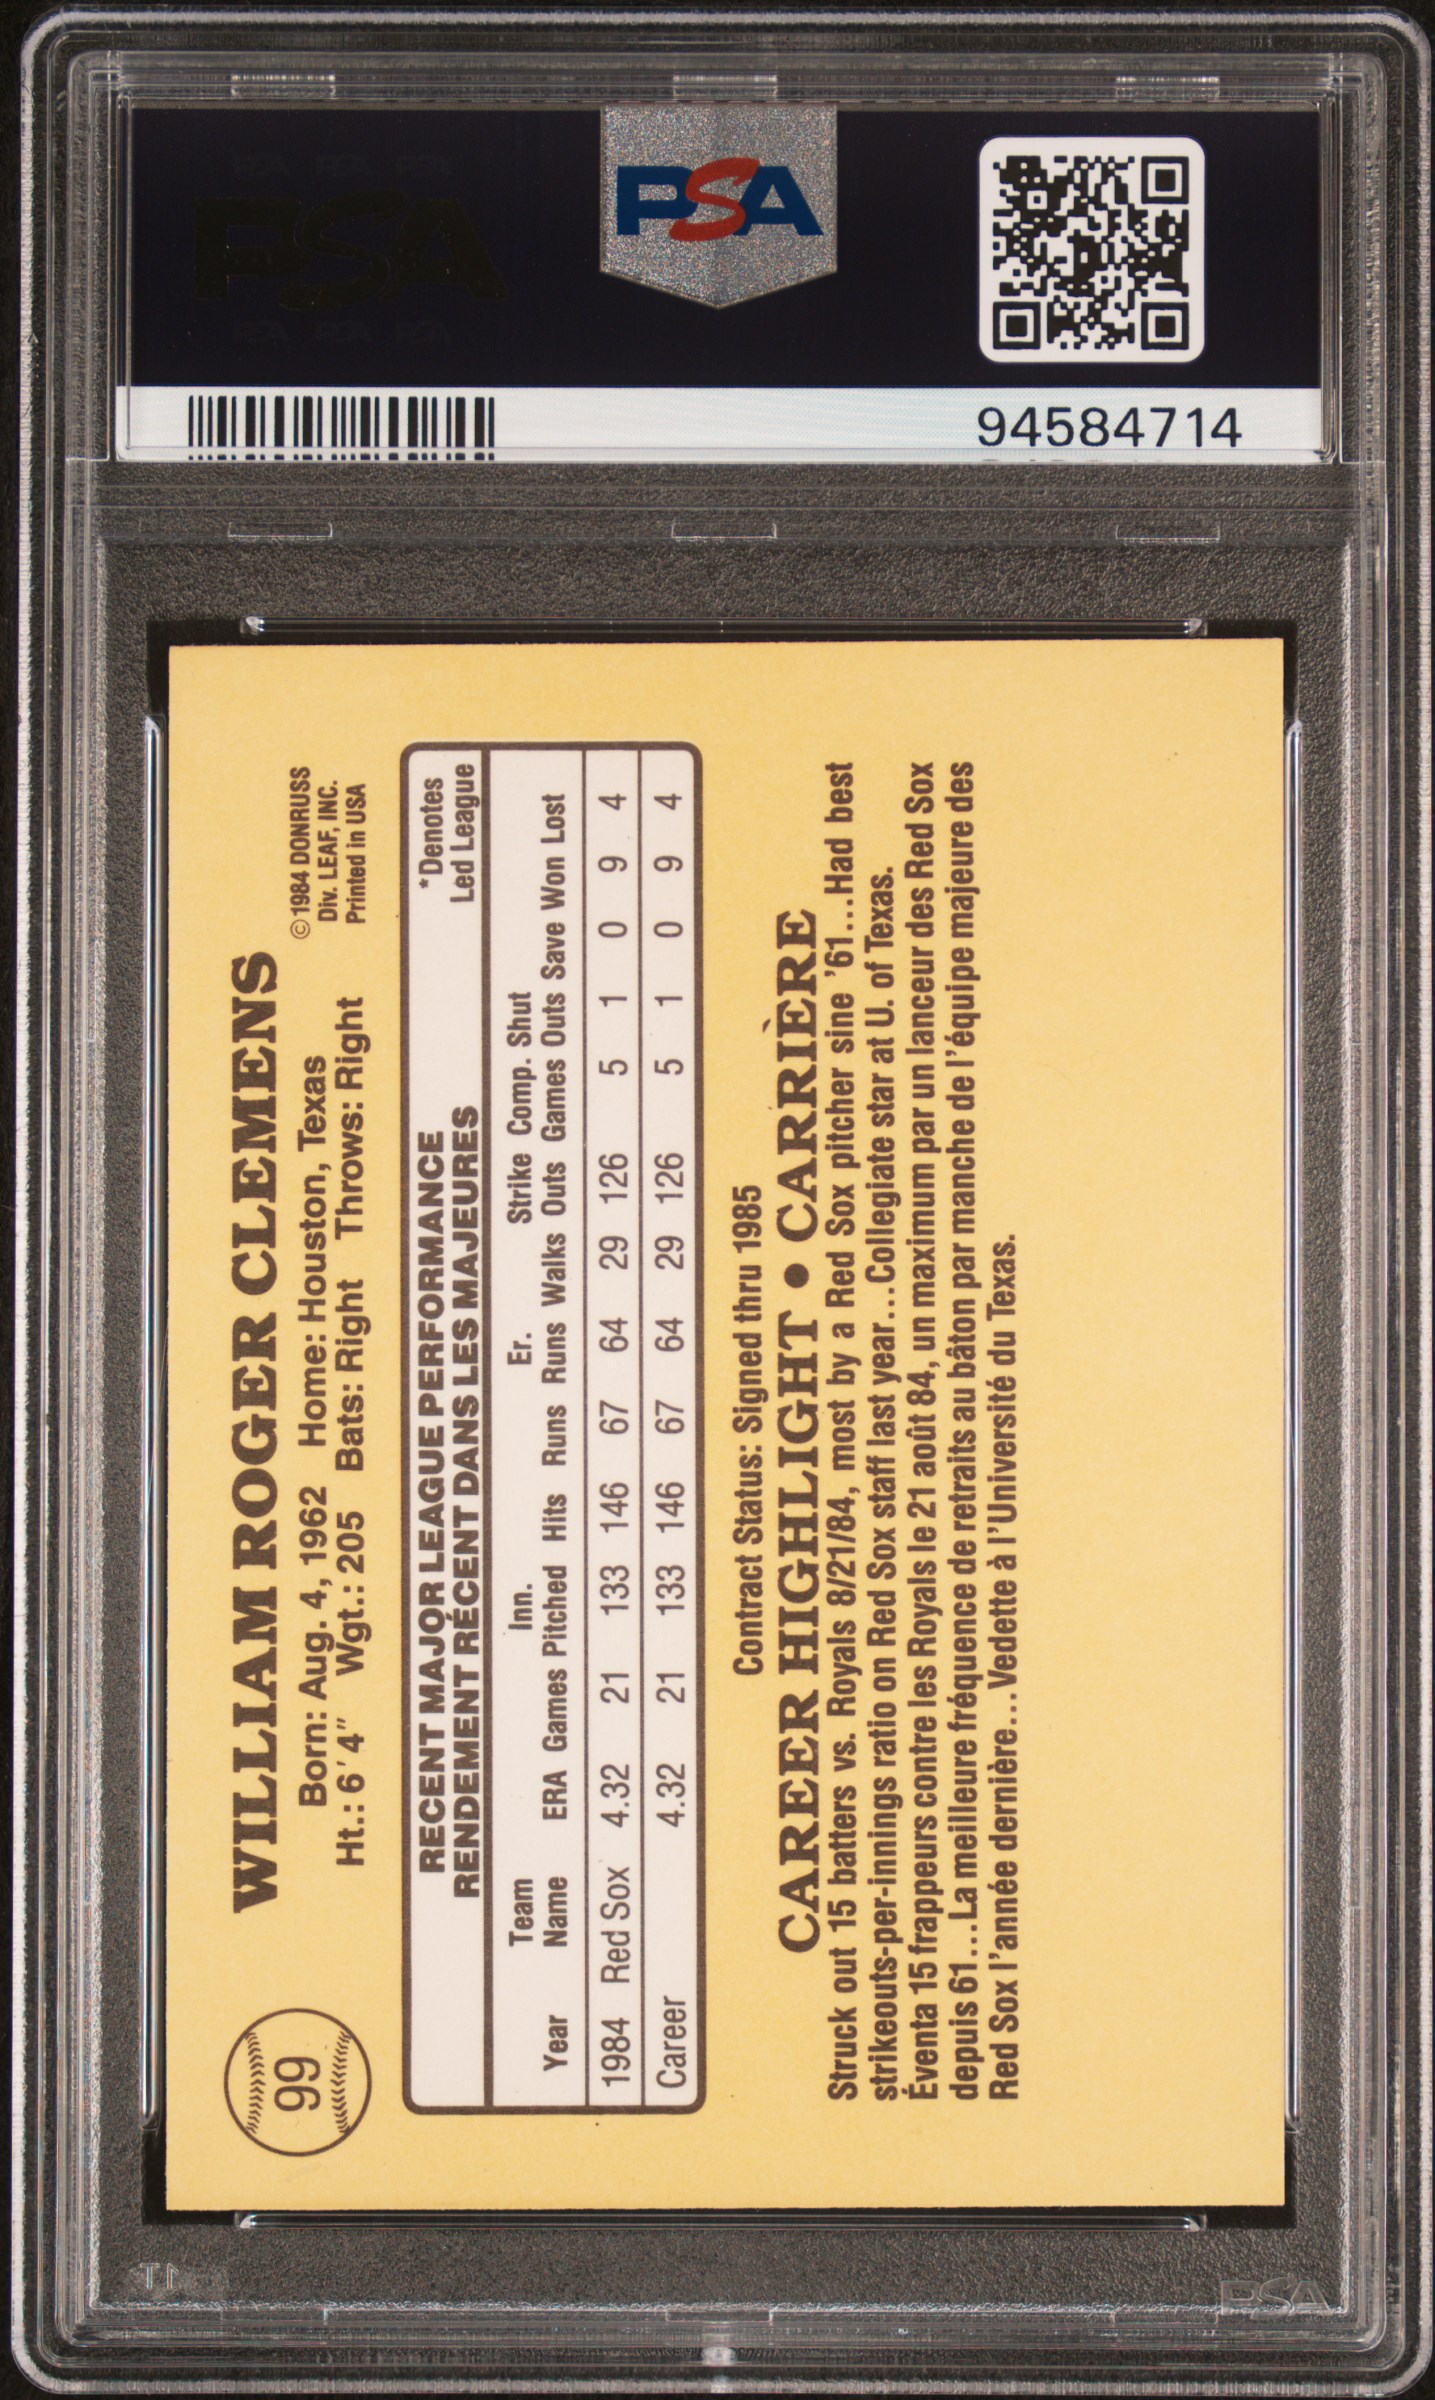 PSA
94584714
99
WILLIAM ROGER CLEMENS
Born: Aug. 4, 1962 Home: Houston, Texas
Ht.: 6'4" Wgt.: 205 Bats: Right Throws: Right
©1984 DONRUSS
Div. LEAF, INC.
Printed in USA
RECENT MAJOR LEAGUE PERFORMANCE
RENDEMENT RÉCENT DANS LES MAJEURES
*Denotes
Led League
Team Inn. Er. Strike Comp. Shut
Year Name ERA Games Pitched Hits Runs Runs Walks Outs Games Outs Save Won Lost
1984 Red Sox 4.32 21 133 146 67 64 29 126 5 1 0 9 4
Career 4.32 21 133 146 67 64 29 126 5 1 0 9 4
Contract Status: Signed thru 1985
CAREER HIGHLIGHT • CARRIÈRE
Struck out 15 batters vs. Royals 8/21/84, most by a Red Sox pitcher sine '61...Had best
strikeouts-per-innings ratio on Red Sox staff last year...Collegiate star at U. of Texas.
Éventa 15 frappeurs contre les Royals le 21 août 84, un maximum par un lanceur des Red Sox
depuis 61...La meilleure fréquence de retraits au bâton par manche de l'équipe majeure des
Red Sox l'année dernière...Vedette à l'Université du Texas.
PSA